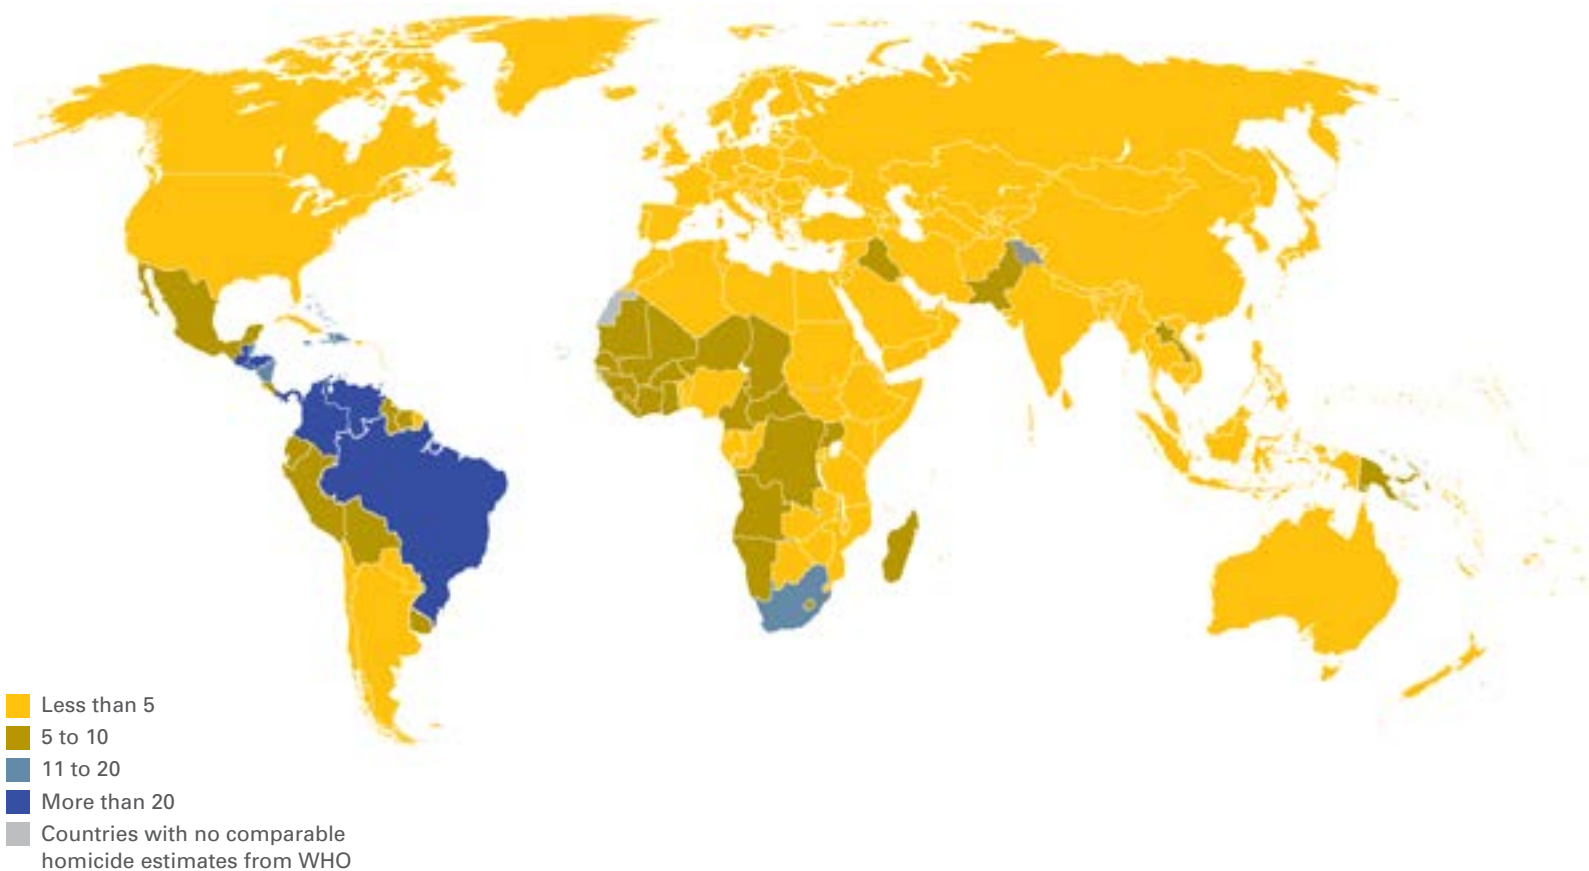 Less than 5
5 to 10
11 to 20
More than 20
Countries with no comparable
homicide estimates from WHO